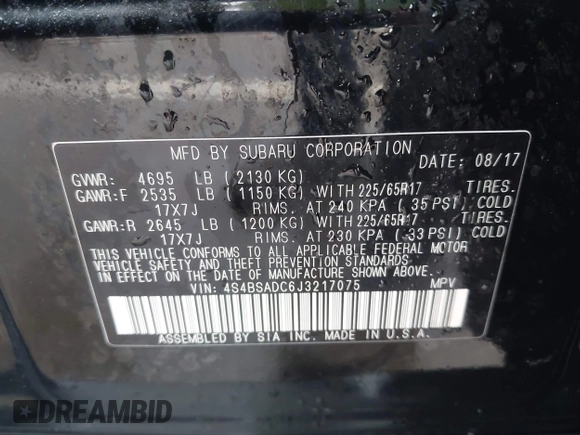 MFD BY SUBARU CORPORATION DATE: 08/17
GVWR: 4695 LB (2130 KG)
GAWR:F 2535 LB (1150 KG) WITH 225/65R17 TIRES.
17X7J RIMS. AT 240 KPA ( 35 PSI) COLD
GAWR:R 2645 LB (1200 KG) WITH 225/65R17 TIRES.
17X7J RIMS. AT 230 KPA ( 33 PSI) COLD
THIS VEHICLE CONFORMS TO ALL APPLICABLE FEDERAL MOTOR
VEHICLE SAFETY AND THEFT PREVENTION STANDARDS
IN EFFECT ON THE DATE OF MANUFACTURE SHOWN ABOVE.
VIN: 4S4BSADC6J3217075 MPV
ASSEMBLED BY SIA INC. MADE IN U.S.A.
DREAMBID